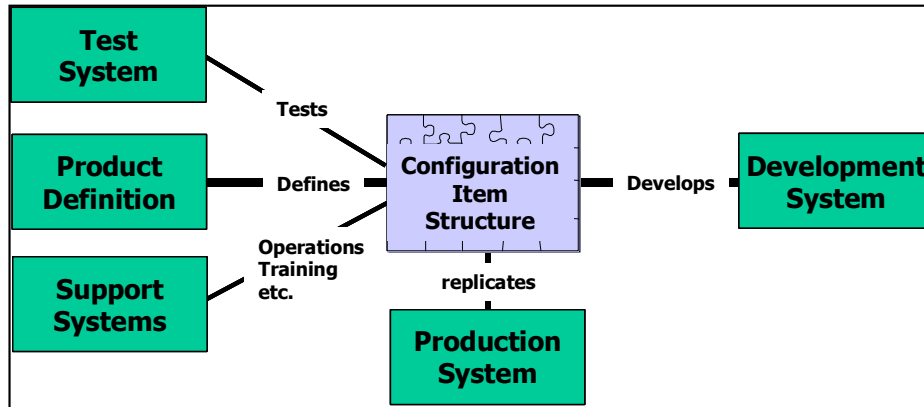 Test
System
Tests
Product
Definition
Defines
Configuration
Item
Structure
Develops
Development
System
Operations
Training
etc.
Support
Systems
replicates
Production
System